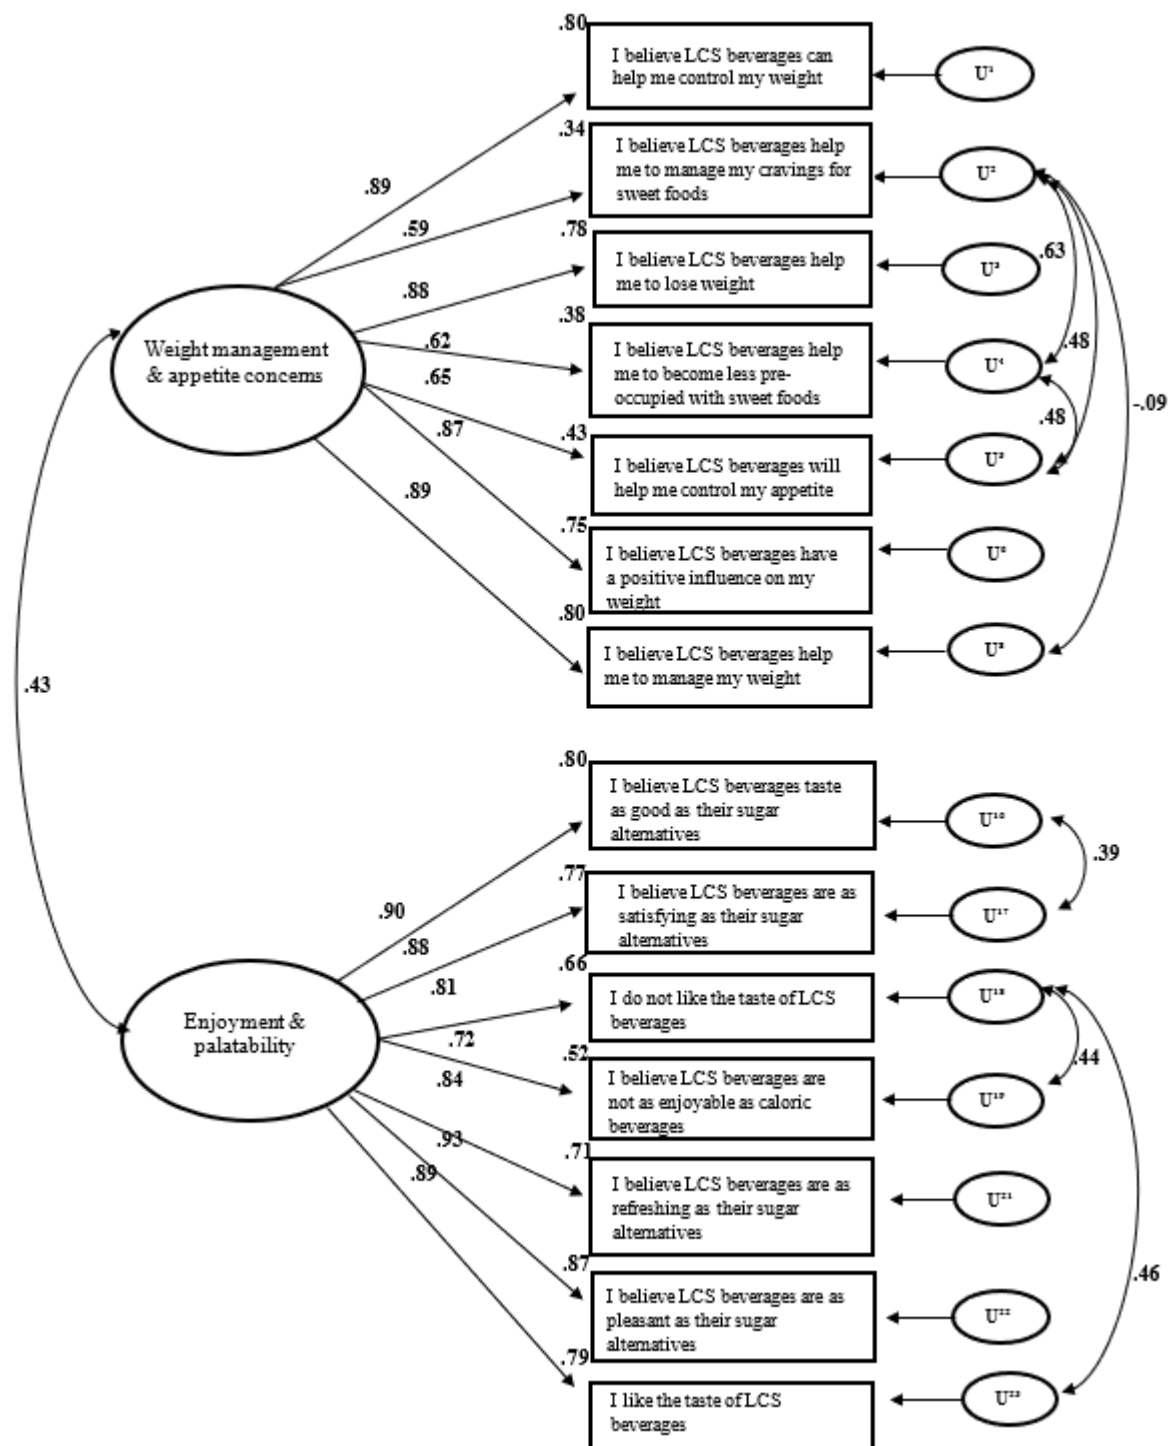 .80
I believe LCS beverages can
help me control my weight
U¹
.34
I believe LCS beverages help
me to manage my cravings for
sweet foods
U²
.89
.59
.78
I believe LCS beverages help
me to lose weight
U³
.63
.88
.38
Weight management
& appetite concerns
.62
I believe LCS beverages help
me to become less pre-
occupied with sweet foods
U⁴
.48
.65
-.09
.87
.43
.48
I believe LCS beverages will
help me control my appetite
.89
.75
I believe LCS beverages have
a positive influence on my
weight
.80
I believe LCS beverages help
me to manage my weight
.43
.80
I believe LCS beverages taste
as good as their sugar
alternatives
.39
.77
I believe LCS beverages are as
satisfying as their sugar
alternatives
U¹⁷
.90
.88
.66
.81
I do not like the taste of LCS
beverages
U¹⁸
Enjoyment &
palatability
.72
.52
.44
.84
I believe LCS beverages are
not as enjoyable as caloric
beverages
U¹⁹
.93
.71
.89
I believe LCS beverages are as
refreshing as their sugar
alternatives
U²¹
.87
.46
I believe LCS beverages are as
pleasant as their sugar
alternatives
U²²
.79
I like the taste of LCS
beverages
U²³